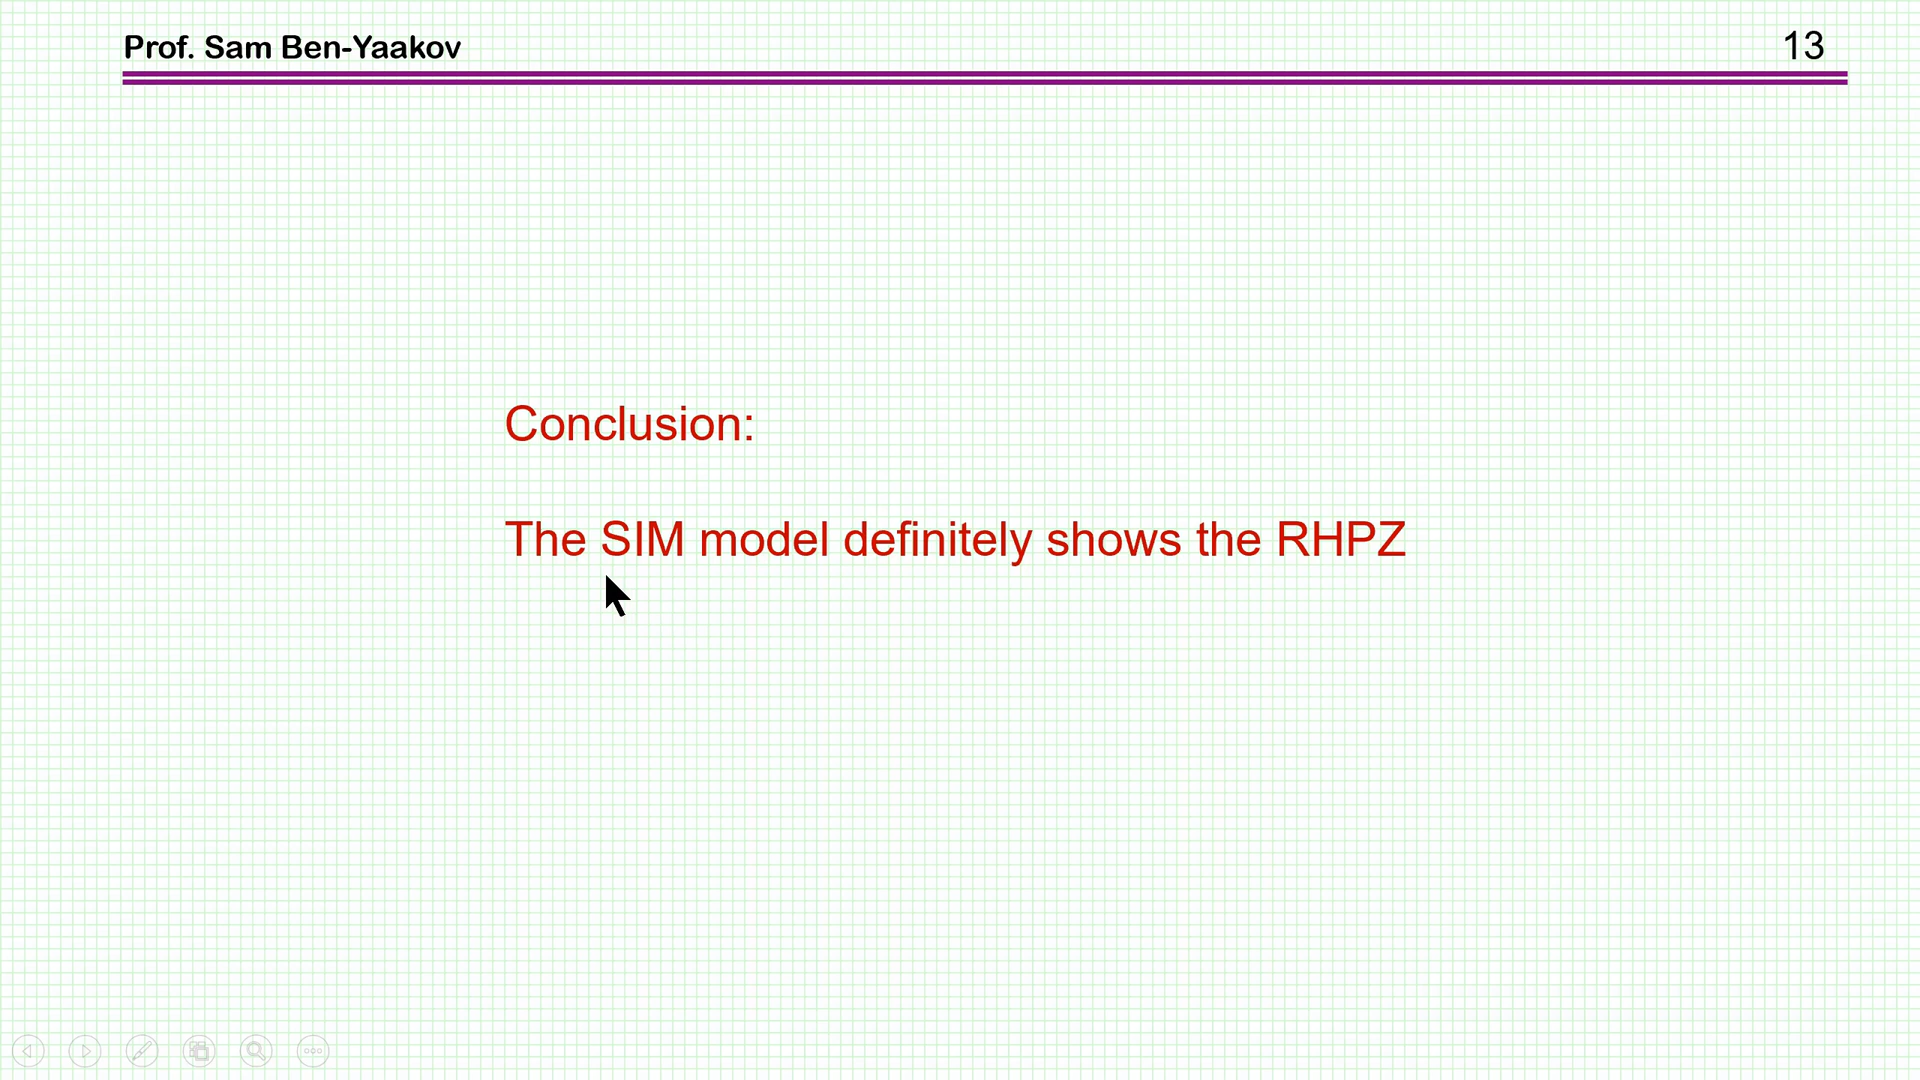 Prof. Sam Ben-Yaakov
13
Conclusion:
The SIM model definitely shows the RHPZ